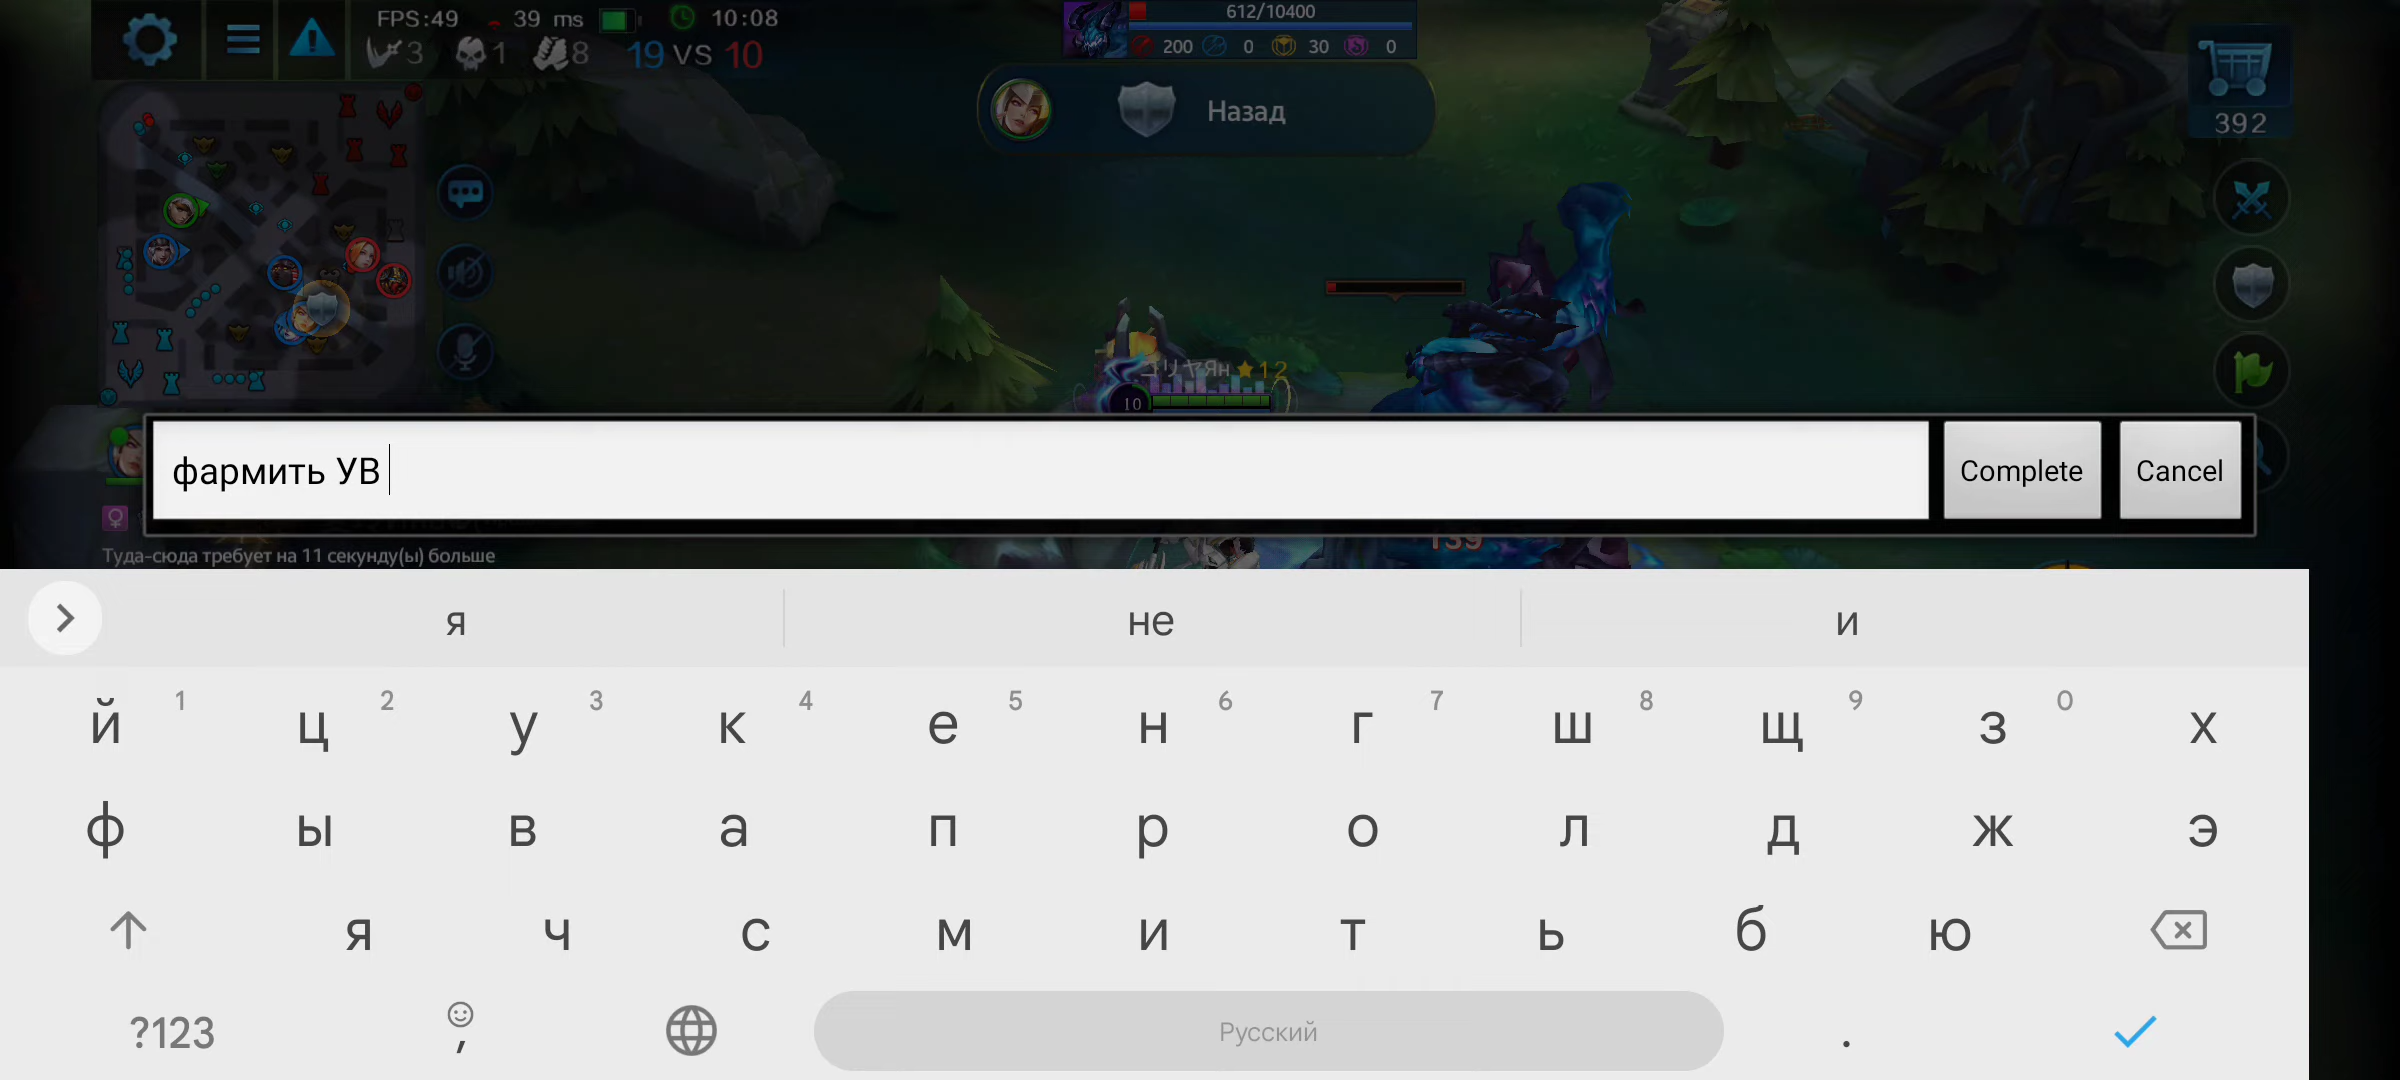 FPS:49 39 ms 10:08
3 1 8 19 VS 10
612/10400
200 0 30 0
Назад
392
12
10
фармить УВ
Complete
Cancel
139
Туда-сюда требует на 11 секунду(ы) больше
я не и
й 1 ц 2 у 3 к 4 е 5 н 6 г 7 ш 8 щ 9 з 0 х
ф ы в а п р о л д ж э
я ч с м и т ь б ю
?123 , Русский .